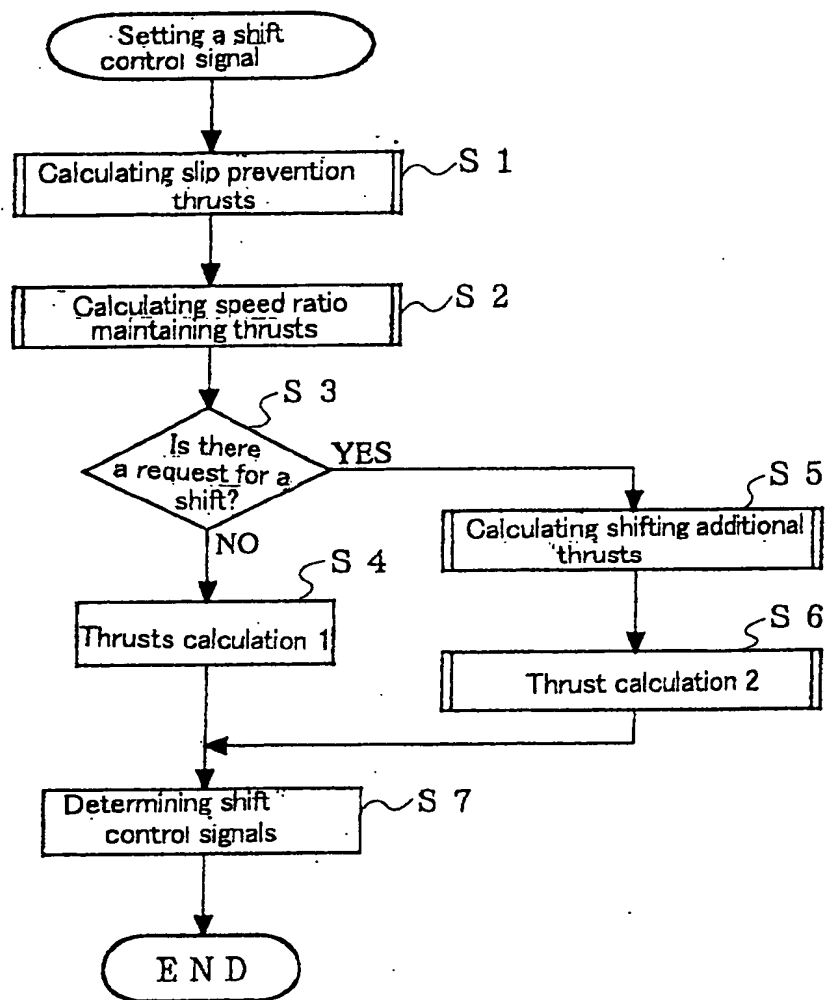 Setting a shift
control signal
Calculating slip prevention
thrusts
S 1
Calculating speed ratio
maintaining thrusts
S 2
S 3
Is there
a request for a
shift?
YES
NO
S 5
Calculating shifting additional
thrusts
S 4
Thrusts calculation 1
S 6
Thrust calculation 2
Determining shift
control signals
S 7
END